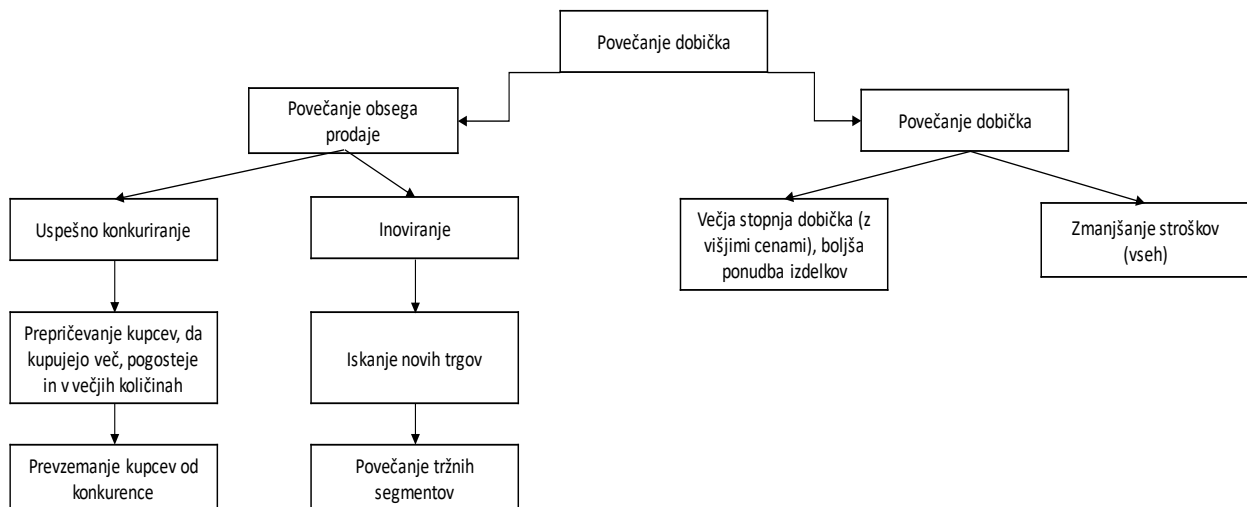 Povečanje dobička
Povečanje obsega
prodaje
Povečanje dobička
Uspešno konkuriranje
Inoviranje
Večja stopnja dobička (z
višjimi cenami), boljša
ponudba izdelkov
Zmanjšanje stroškov
(vseh)
Prepričevanje kupcev, da
kupujejo več, pogosteje
in v večjih količinah
Iskanje novih trgov
Prevzemanje kupcev od
konkurence
Povečanje tržnih
segmentov